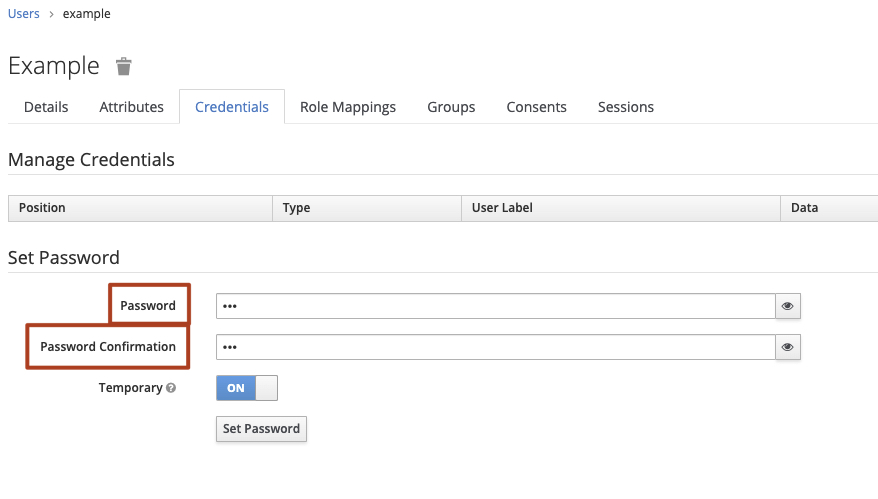 Users > example
Example
Details Attributes Credentials Role Mappings Groups Consents Sessions
Manage Credentials
Position Type User Label Data
Set Password
Password •••
Password Confirmation •••
Temporary ? ON
Set Password